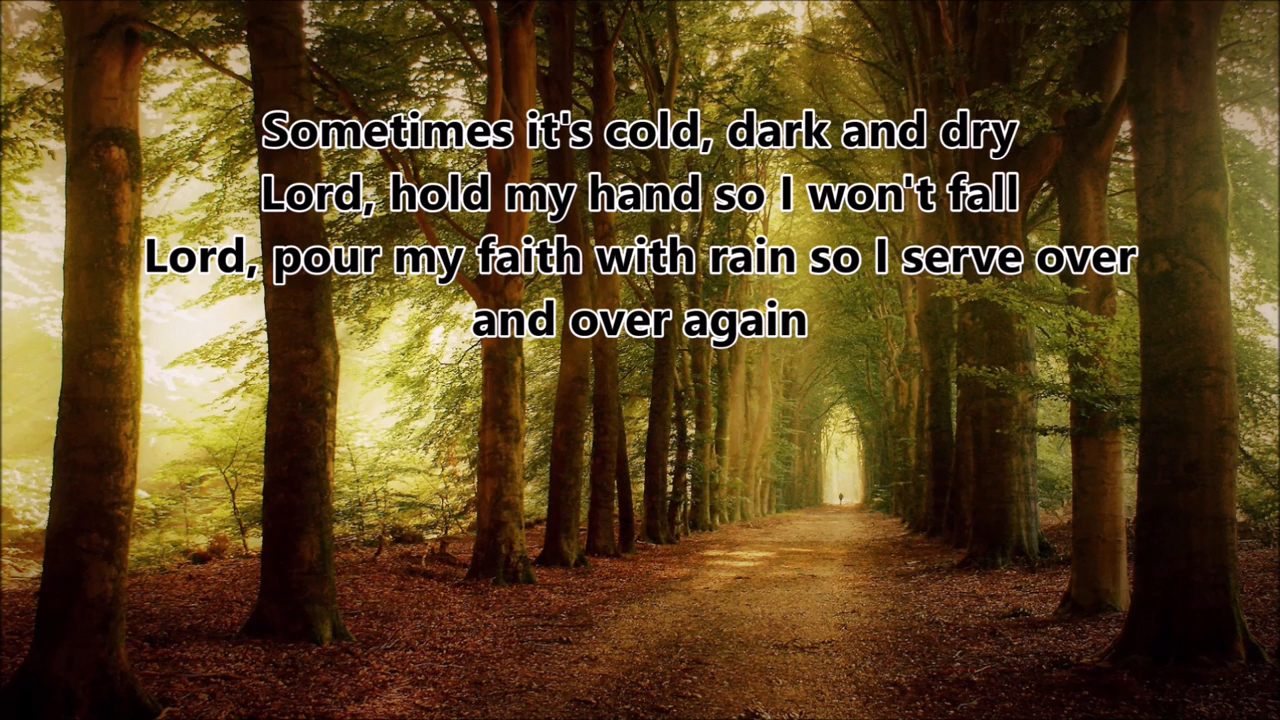 Sometimes it's cold, dark and dry
Lord, hold my hand so I won't fall
Lord, pour my faith with rain so I serve over
and over again